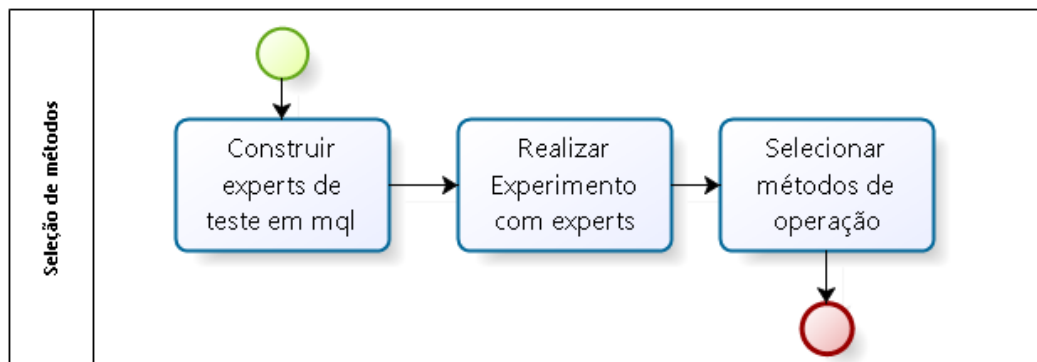 Seleção de métodos
Construir
experts de
teste em mql
Realizar
Experimento
com experts
Selecionar
métodos de
operação